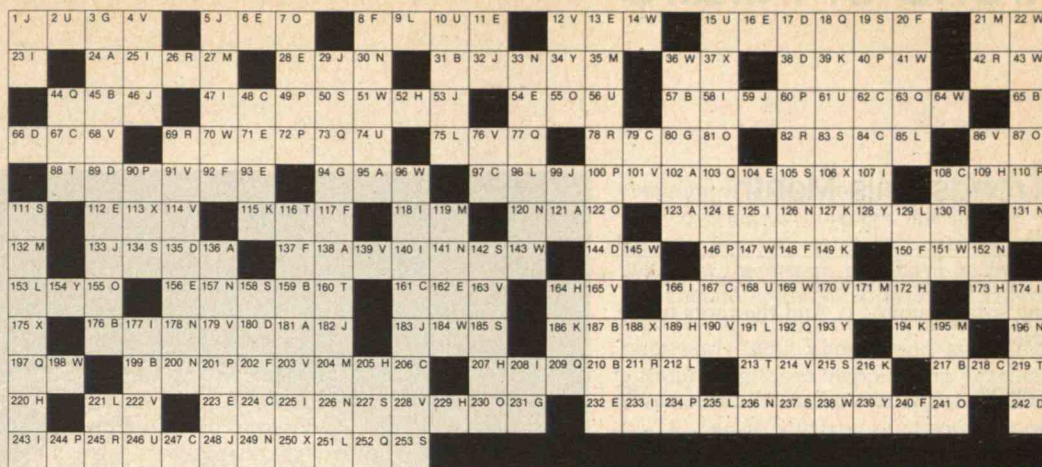 1 J 2 U 3 G 4 V 5 J 6 E 7 O 8 F 9 L 10 U 11 E 12 V 13 E 14 W 15 U 16 E 17 D 18 Q 19 S 20 F 21 M 22 W
23 I 24 A 25 I 26 R 27 M 28 E 29 J 30 N 31 B 32 J 33 N 34 Y 35 M 36 W 37 X 38 D 39 K 40 P 41 W 42 R 43 W
44 Q 45 B 46 J 47 I 48 C 49 P 50 S 51 W 52 H 53 J 54 E 55 O 56 U 57 B 58 I 59 J 60 P 61 U 62 C 63 Q 64 W 65 B
66 D 67 C 68 V 69 R 70 W 71 E 72 P 73 Q 74 U 75 L 76 V 77 Q 78 R 79 C 80 G 81 O 82 R 83 S 84 C 85 L 86 V 87 O
88 T 89 D 90 P 91 V 92 F 93 E 94 G 95 A 96 W 97 C 98 L 99 J 100 P 101 V 102 A 103 Q 104 E 105 S 106 X 107 I 108 C 109 H 110 P
111 S 112 E 113 X 114 V 115 K 116 T 117 F 118 I 119 M 120 N 121 A 122 O 123 A 124 E 125 I 126 N 127 K 128 Y 129 L 130 R 131 N
132 M 133 J 134 S 135 D 136 A 137 F 138 A 139 V 140 I 141 N 142 S 143 W 144 D 145 W 146 P 147 W 148 F 149 K 150 F 151 W 152 N
153 L 154 Y 155 O 156 E 157 N 158 S 159 B 160 T 161 C 162 E 163 V 164 H 165 V 166 I 167 C 168 U 169 W 170 V 171 M 172 H 173 H 174 I
175 X 176 B 177 I 178 N 179 V 180 D 181 A 182 J 183 J 184 W 185 S 186 K 187 B 188 X 189 H 190 V 191 L 192 Q 193 Y 194 K 195 M 196 N
197 Q 198 W 199 B 200 N 201 P 202 F 203 V 204 M 205 H 206 C 207 H 208 I 209 Q 210 B 211 R 212 L 213 T 214 V 215 S 216 K 217 B 218 C 219 T
220 H 221 L 222 V 223 E 224 C 225 I 226 N 227 S 228 V 229 H 230 O 231 G 232 E 233 I 234 P 235 L 236 N 237 S 238 W 239 Y 240 F 241 O 242 D
243 I 244 P 245 R 246 U 247 C 248 J 249 N 250 X 251 L 252 Q 253 S